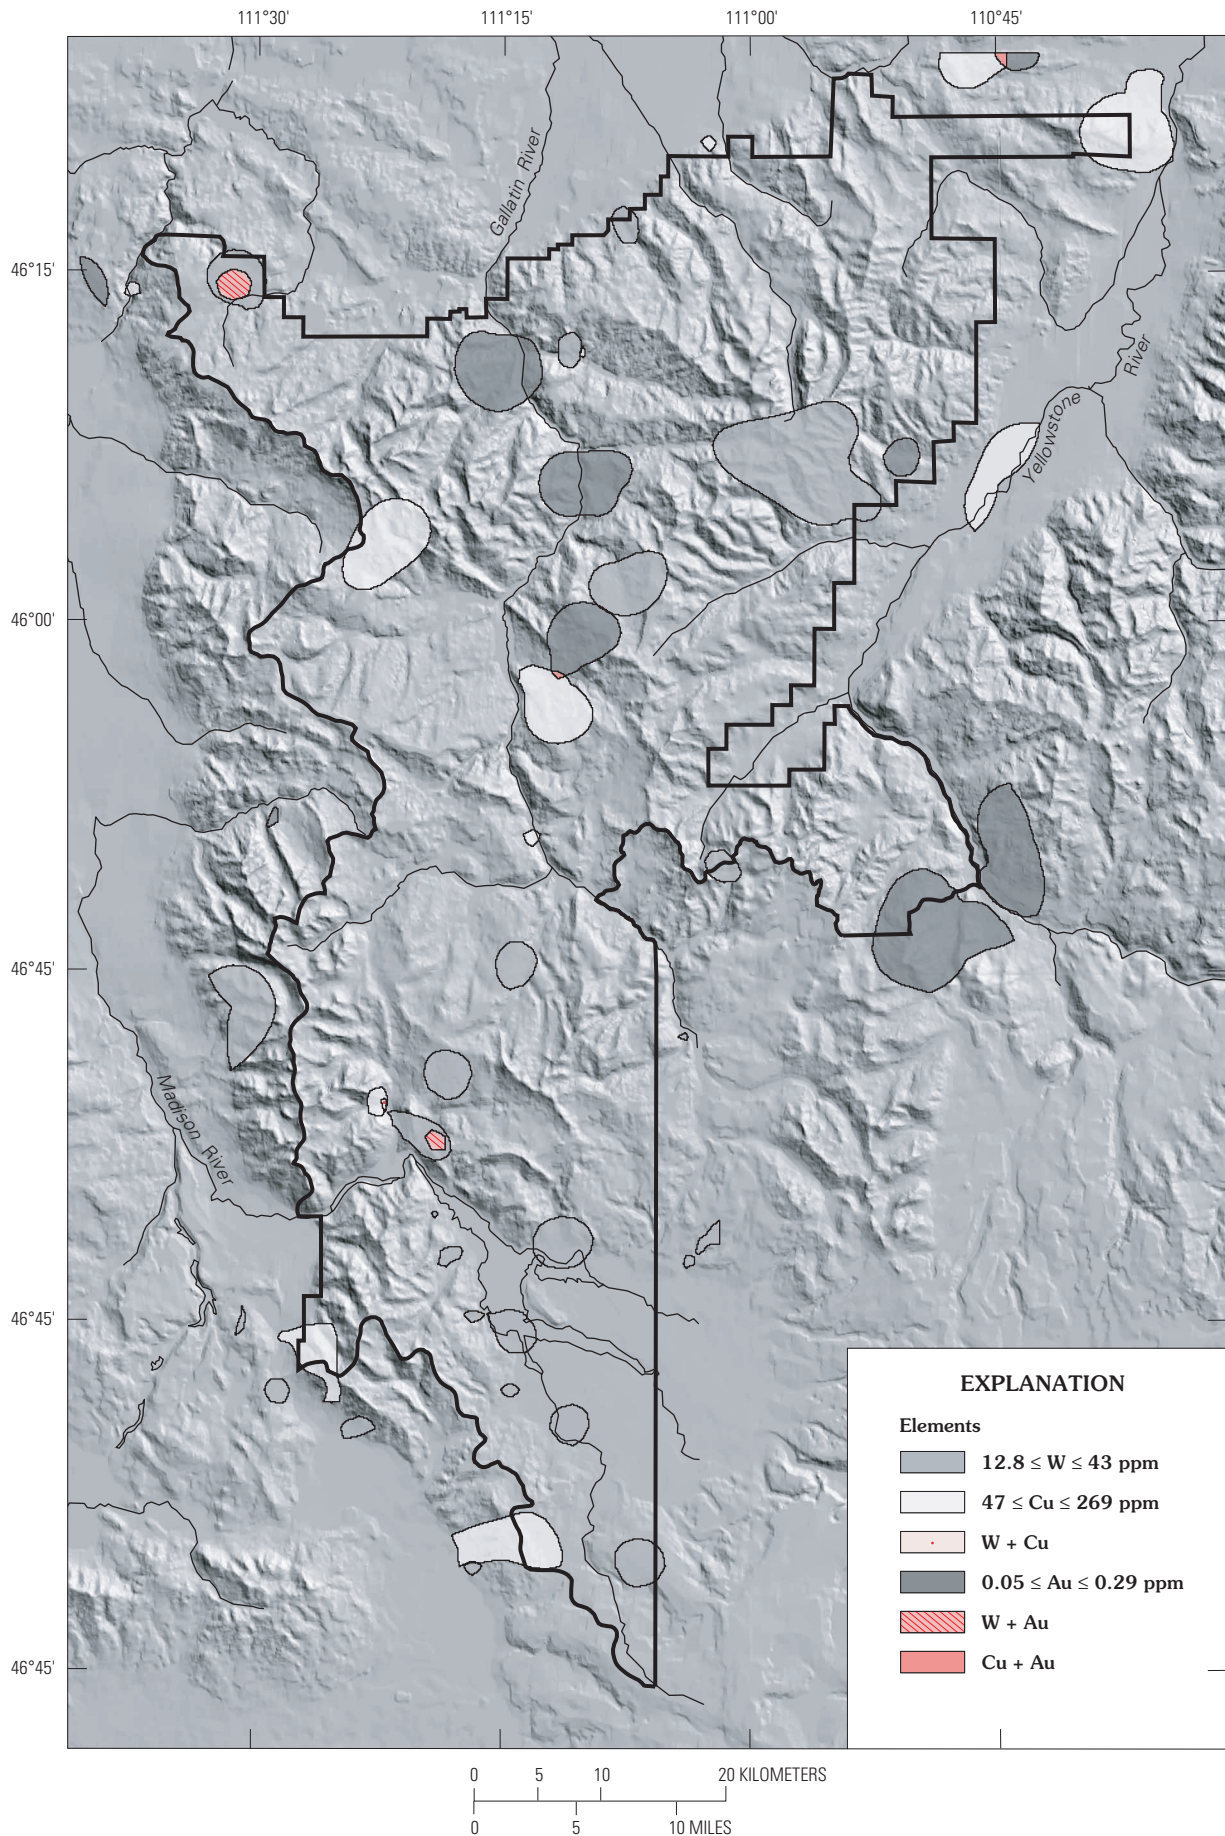 111°30'
111°15'
111°00'
110°45'
Gallatin River
46°15'
River
Yellowstone
46°00'
46°45'
Madison River
46°45'
46°45'
EXPLANATION
Elements
12.8 ≤ W ≤ 43 ppm
47 ≤ Cu ≤ 269 ppm
W + Cu
0.05 ≤ Au ≤ 0.29 ppm
W + Au
Cu + Au
0 5 10 20 KILOMETERS
0 5 10 MILES